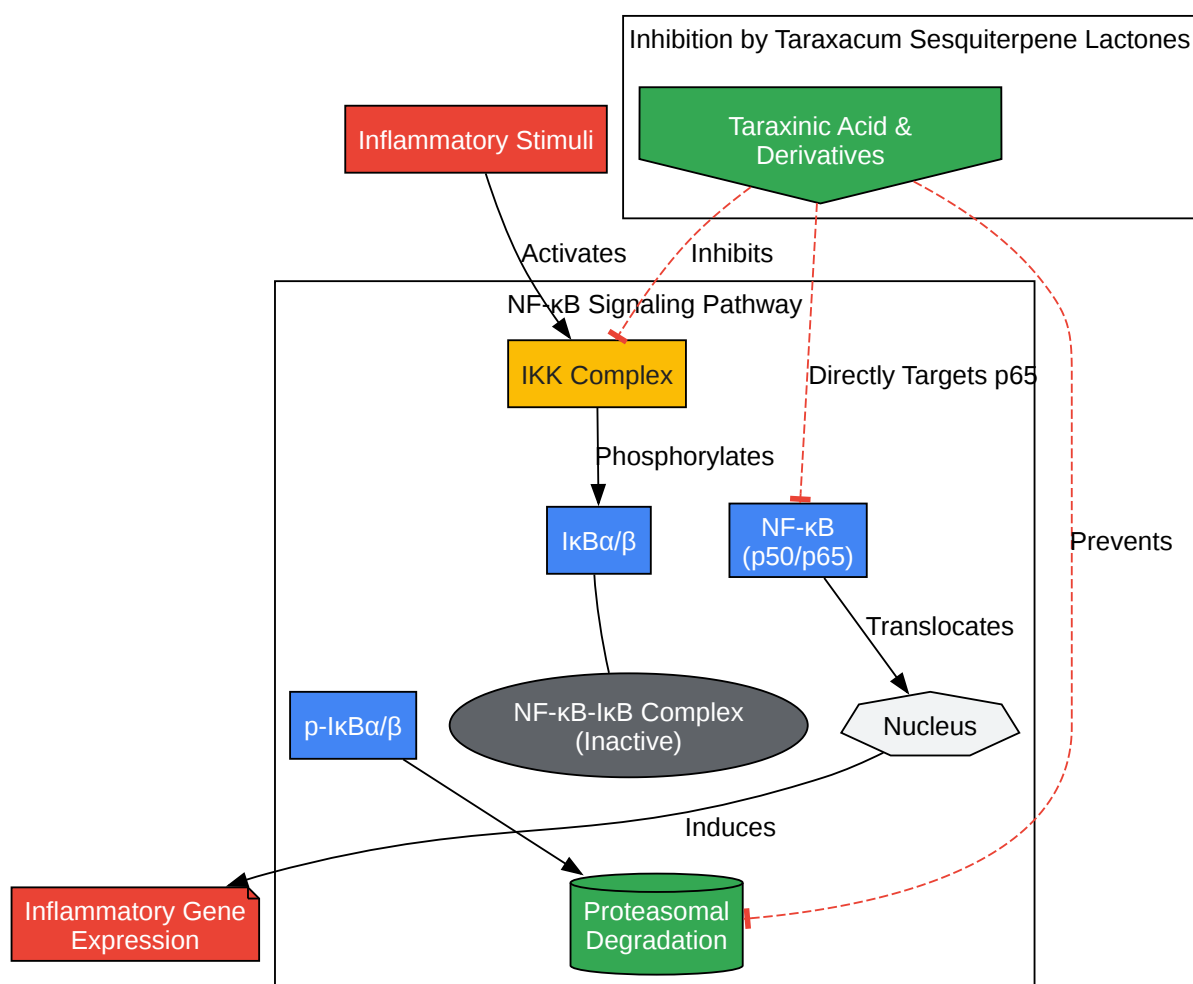 Inhibition by Taraxacum Sesquiterpene Lactones
Taraxinic Acid &
Derivatives
Inflammatory Stimuli
Activates
Inhibits
NF-κB Signaling Pathway
IKK Complex
Directly Targets p65
Phosphorylates
IκBα/β
NF-κB
(p50/p65)
Prevents
Translocates
p-IκBα/β
NF-κB-IκB Complex
(Inactive)
Nucleus
Induces
Inflammatory Gene
Expression
Proteasomal
Degradation